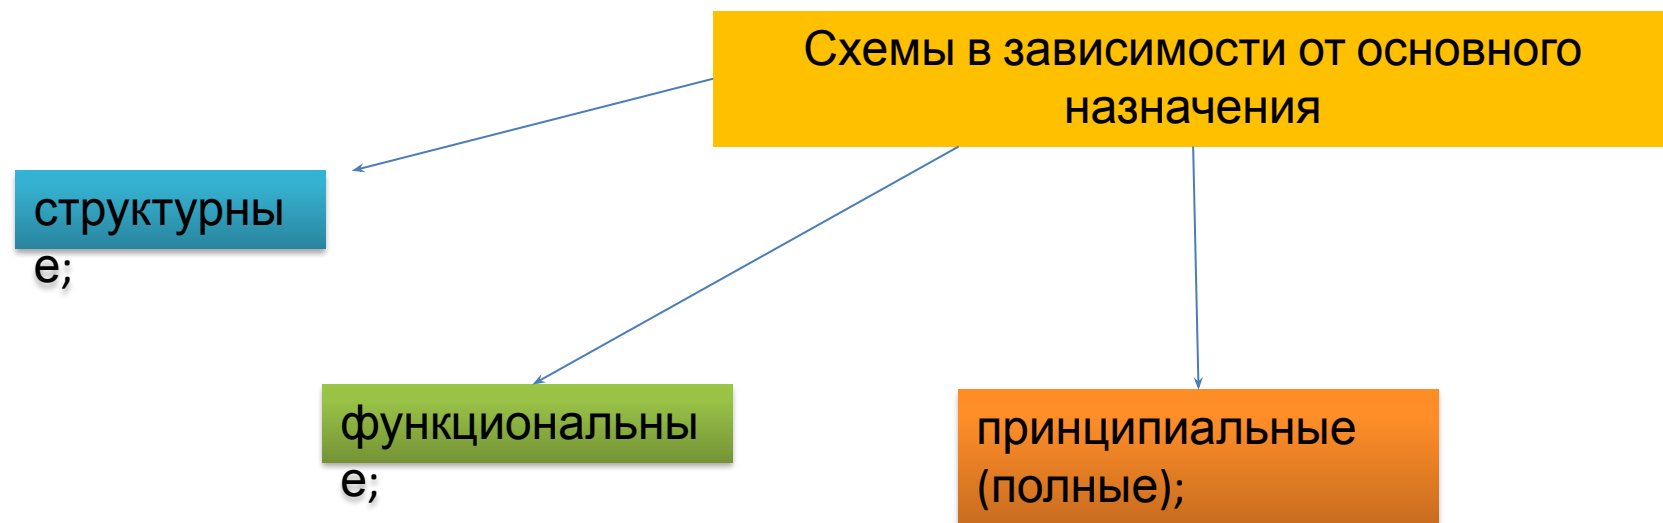 Схемы в зависимости от основного
назначения
структурны
е;
функциональны
е;
принципиальные
(полные);